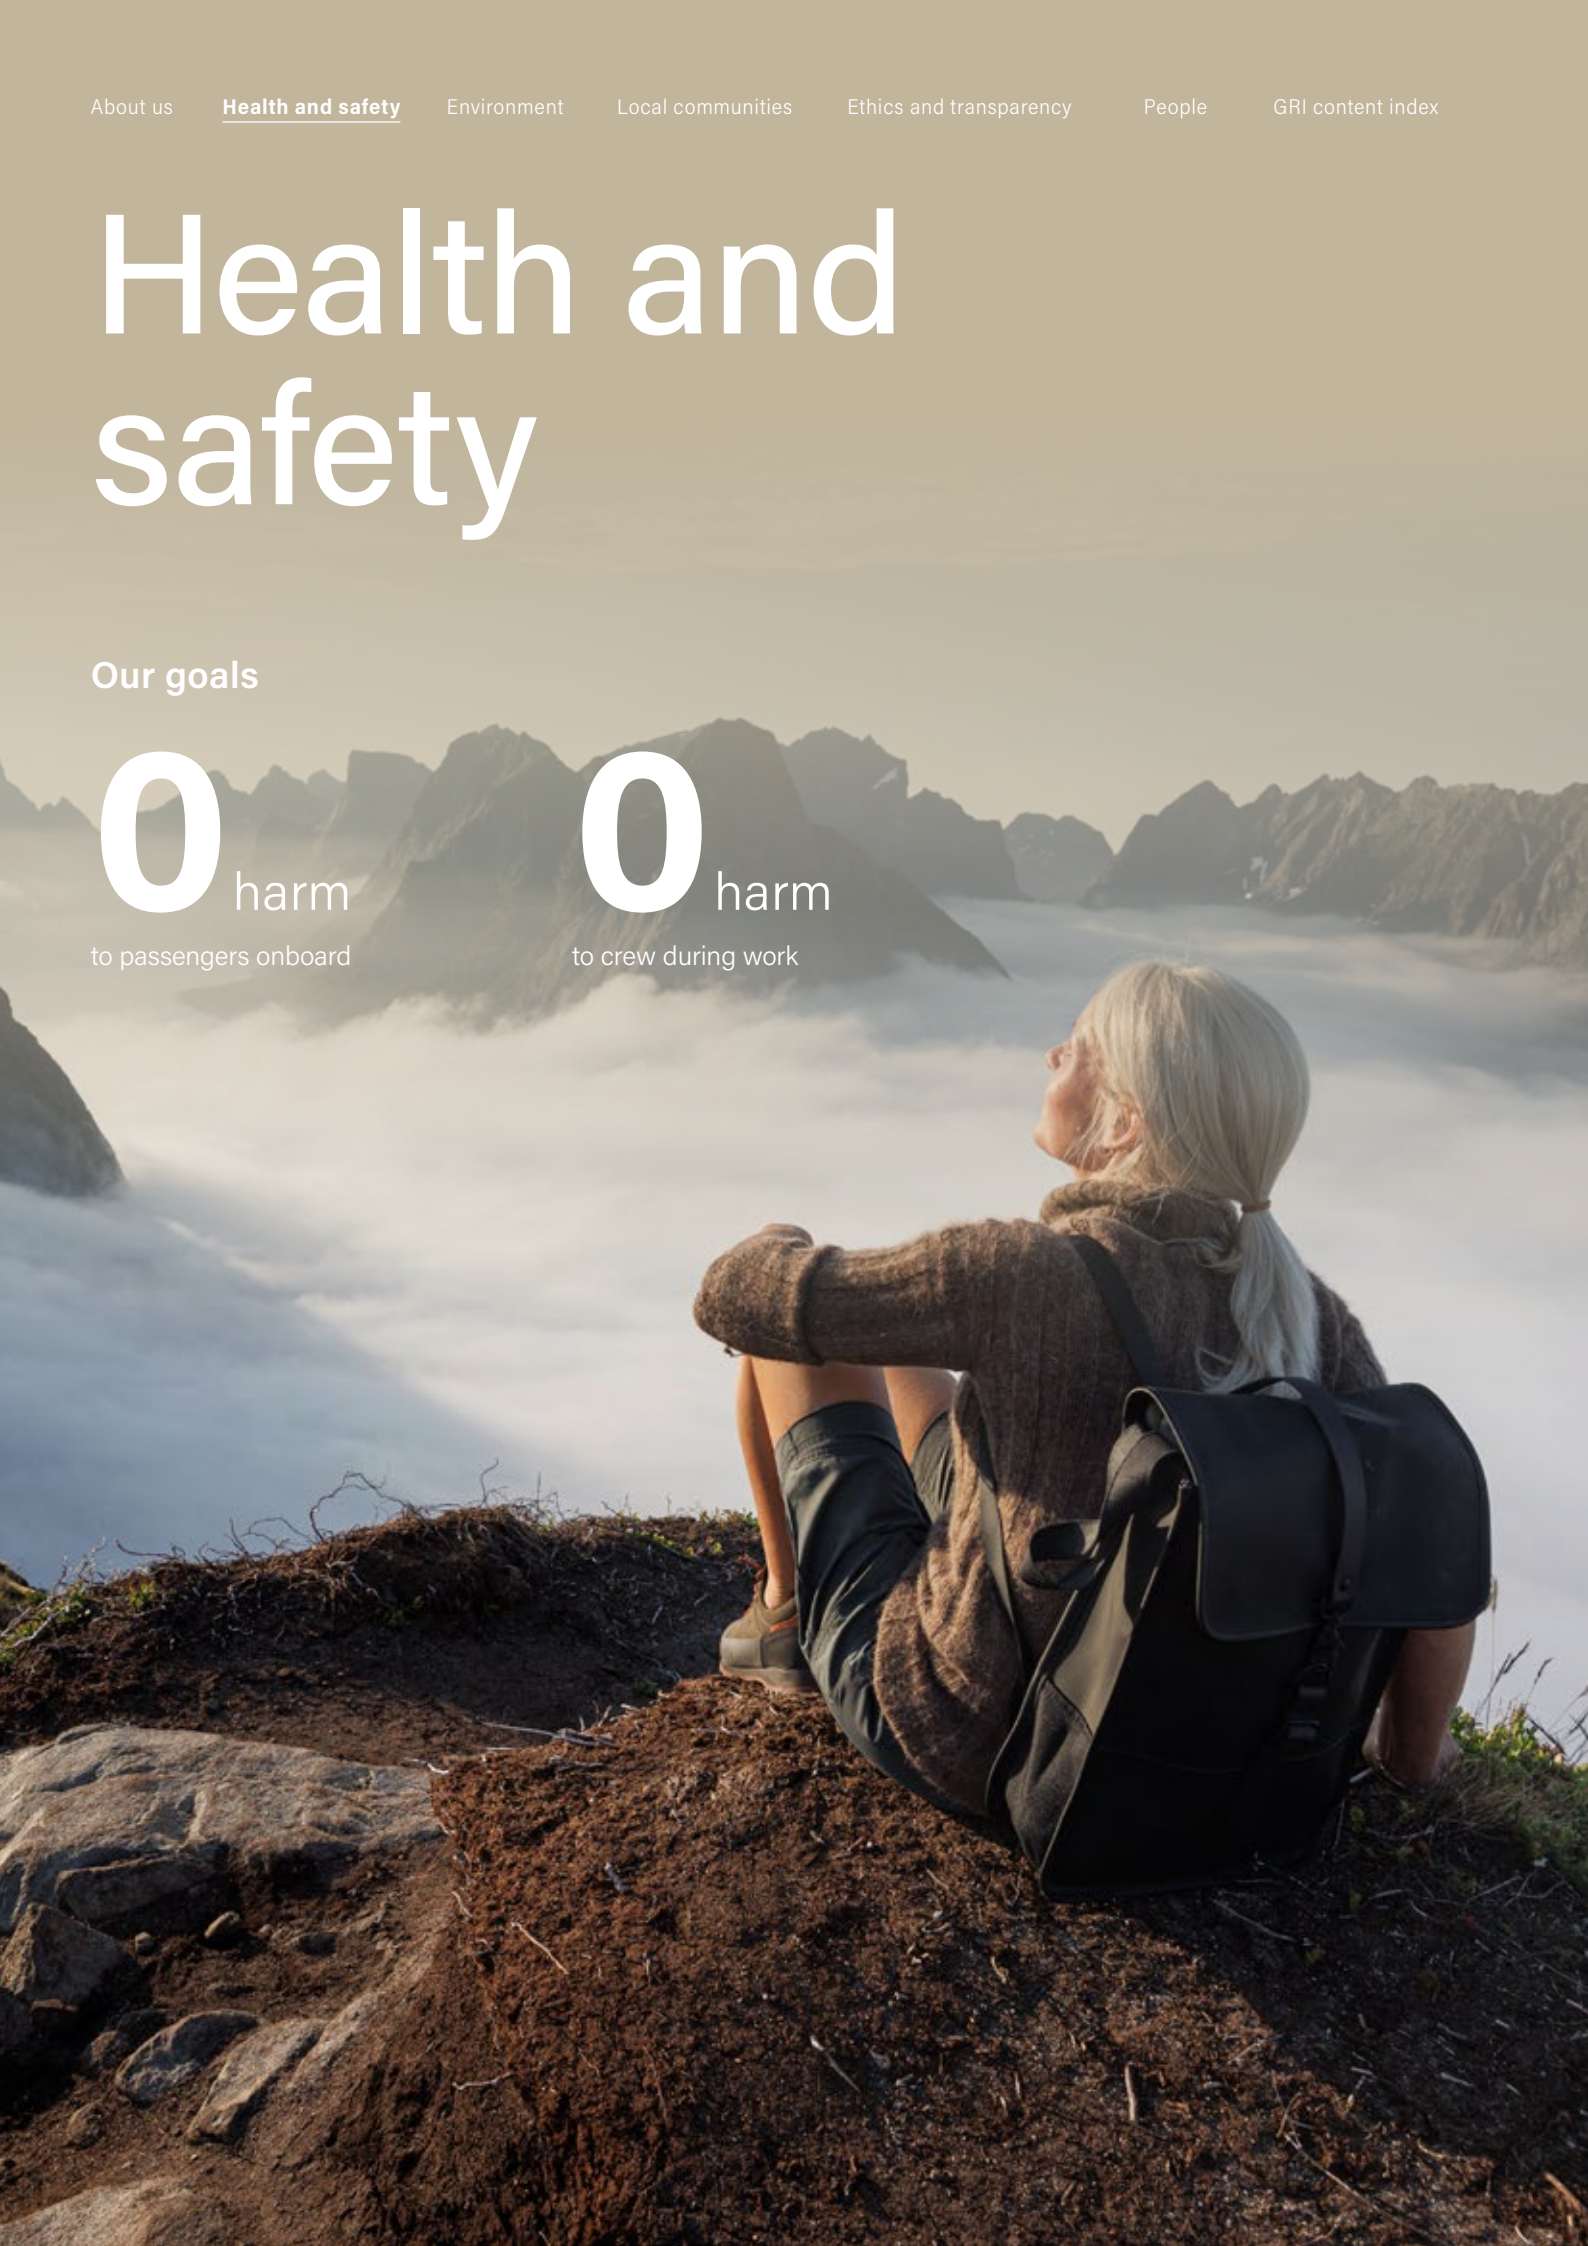 About us Health and safety Environment Local communities Ethics and transparency People GRI content index
Health and
safety
Our goals
0 harm 0 harm
to passengers onboard to crew during work